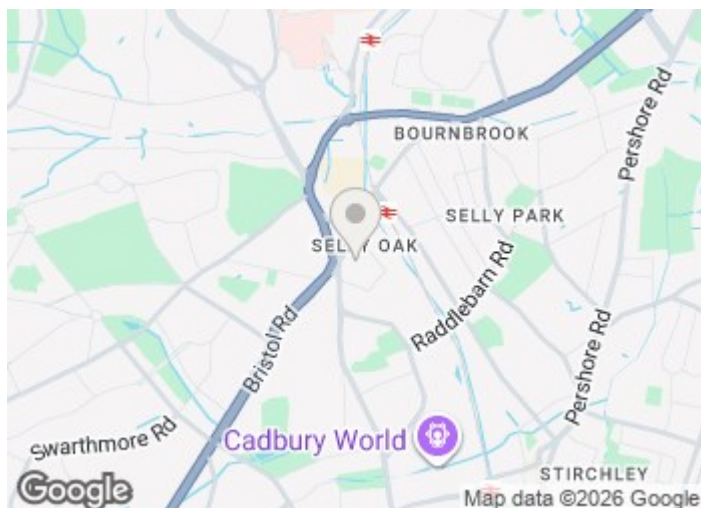 BOURNBROOK
Pershore Rd
SELLY PARK
SELLY OAK
Raddlebarn Rd
Bristol Rd
Pershore Rd
Swarthmore Rd
Cadbury World
STIRCHLEY
Google
Map data ©2026 Google